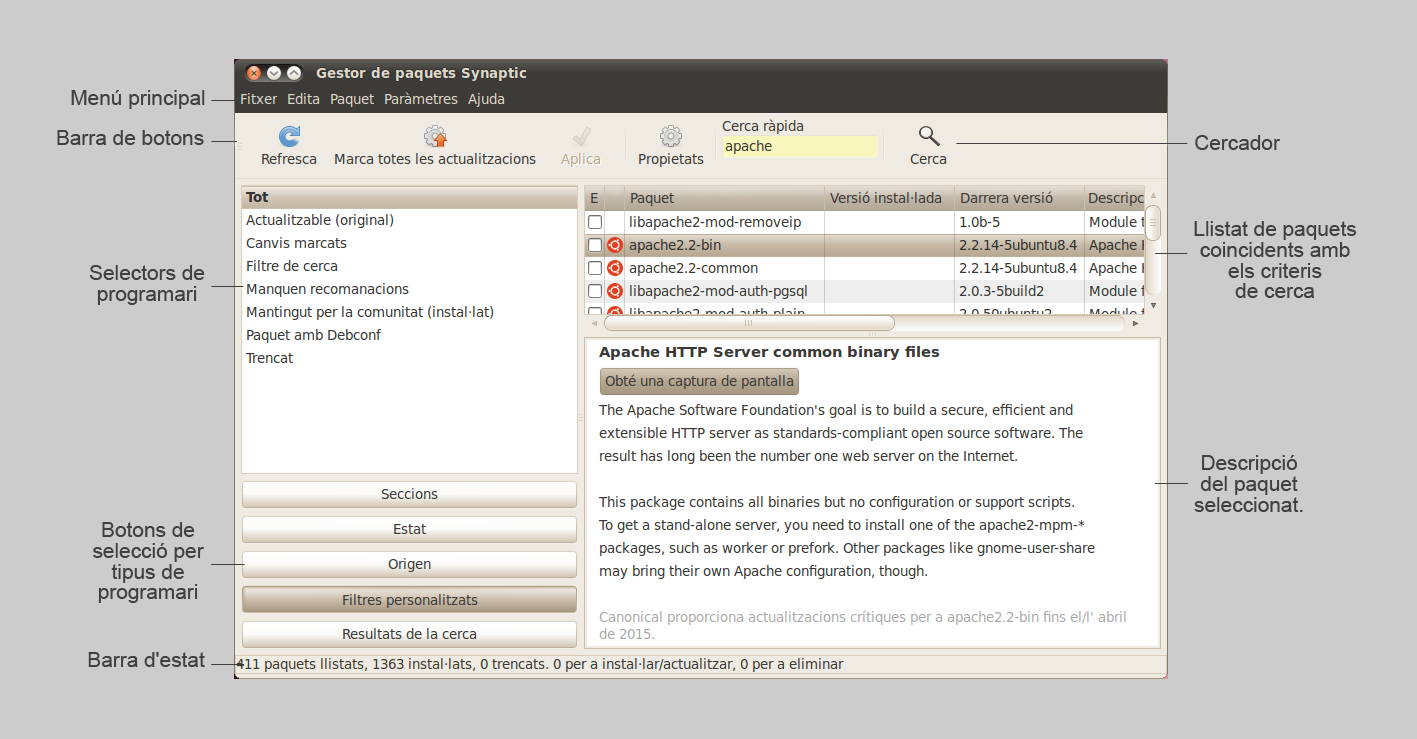 Gestor de paquets Synaptic
Menú principal
Fitxer Edita Paquet Paràmetres Ajuda
Barra de botons
Refresca
Marca totes les actualitzacions
Aplica
Propietats
Cerca ràpida
apache
Cerca
Cercador
Selectors de
programari
Tot
Actualitzable (original)
Canvis marcats
Filtre de cerca
Manquen recomanacions
Mantingut per la comunitat (instal·lat)
Paquet amb Debconf
Trencat
E Paquet Versió instal·lada Darrera versió Descripc
libapache2-mod-removeip 1.0b-5 Module t
apache2.2-bin 2.2.14-5ubuntu8.4 Apache
apache2.2-common 2.2.14-5ubuntu8.4 Apache
libapache2-mod-auth-pgsql 2.0.3-5build2 Module f
libapache2-mod-auth-plain 2.0.50ubuntu2 Module
Llistat de paquets
coincidents amb
els criteris
de cerca
Apache HTTP Server common binary files
Obté una captura de pantalla
The Apache Software Foundation's goal is to build a secure, efficient and
extensible HTTP server as standards-compliant open source software. The
result has long been the number one web server on the Internet.
This package contains all binaries but no configuration or support scripts.
To get a stand-alone server, you need to install one of the apache2-mpm-*
packages, such as worker or prefork. Other packages like gnome-user-share
may bring their own Apache configuration, though.
Canonical proporciona actualitzacions crítiques per a apache2.2-bin fins el/l' abril
de 2015.
Descripció
del paquet
seleccionat.
Botons de
selecció per
tipus de
programari
Seccions
Estat
Origen
Filtres personalitzats
Resultats de la cerca
Barra d'estat
411 paquets llistats, 1363 instal·lats, 0 trencats. 0 per a instal·lar/actualitzar, 0 per a eliminar